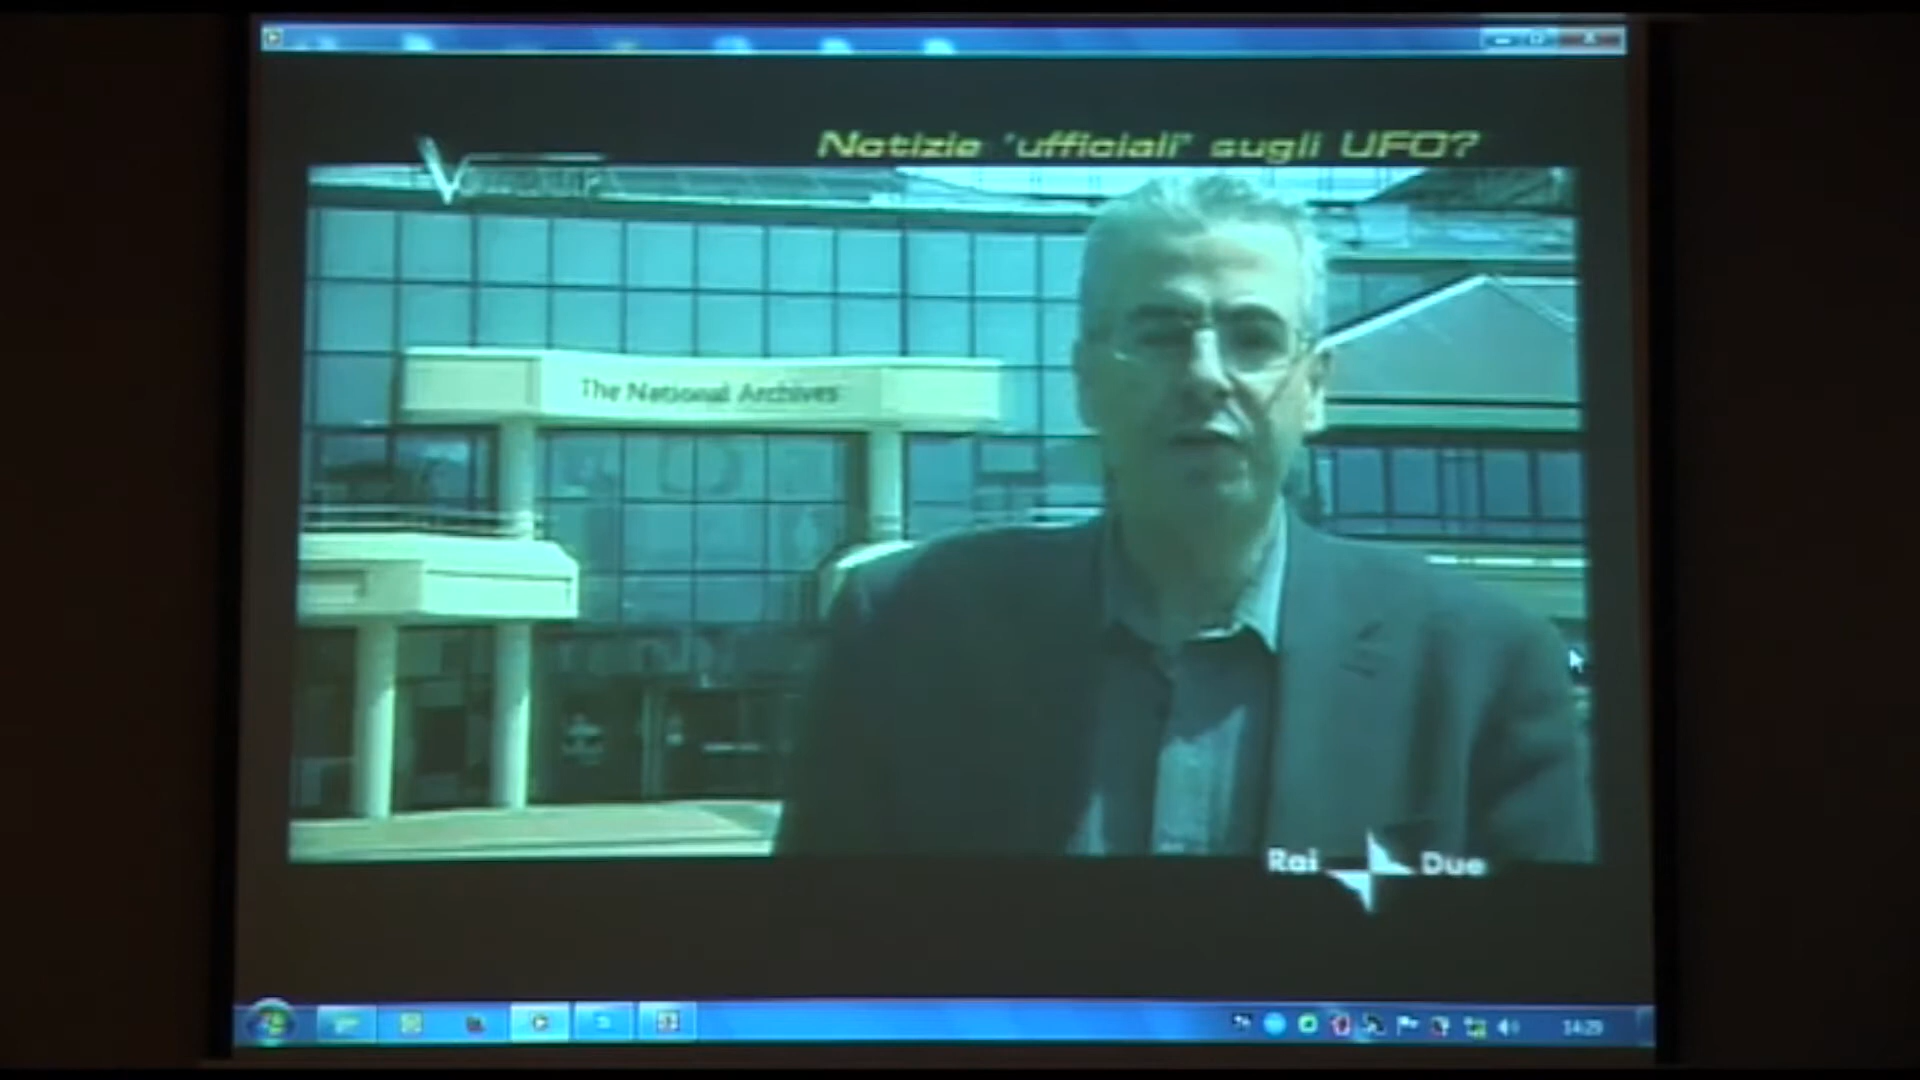 Notizie "ufficiali" sugli UFO?
The National Archives
Rai Due
14:29